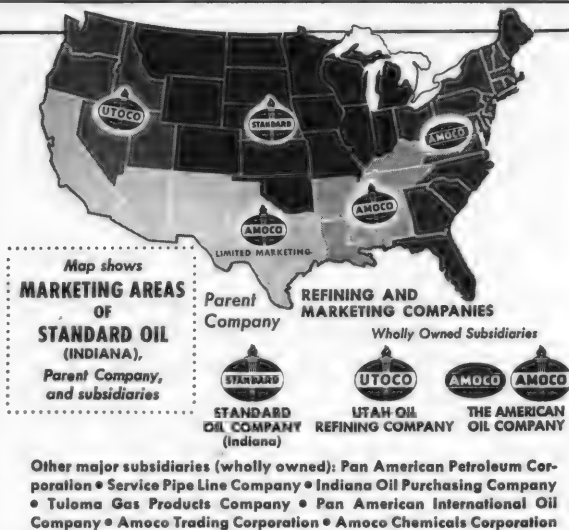 UTOCO
STANDARD
AMOCO
AMOCO
AMOCO
LIMITED MARKETING
Map shows
MARKETING AREAS
OF
STANDARD OIL
(INDIANA),
Parent Company,
and subsidiaries
Parent
Company
REFINING AND
MARKETING COMPANIES
Wholly Owned Subsidiaries
STANDARD
UTOCO
AMOCO
AMOCO
STANDARD
OIL COMPANY
(Indiana)
UTAH OIL
REFINING COMPANY
THE AMERICAN
OIL COMPANY
Other major subsidiaries (wholly owned): Pan American Petroleum Cor-
poration • Service Pipe Line Company • Indiana Oil Purchasing Company
• Tuloma Gas Products Company • Pan American International Oil
Company • Amoco Trading Corporation • Amoco Chemicals Corporation